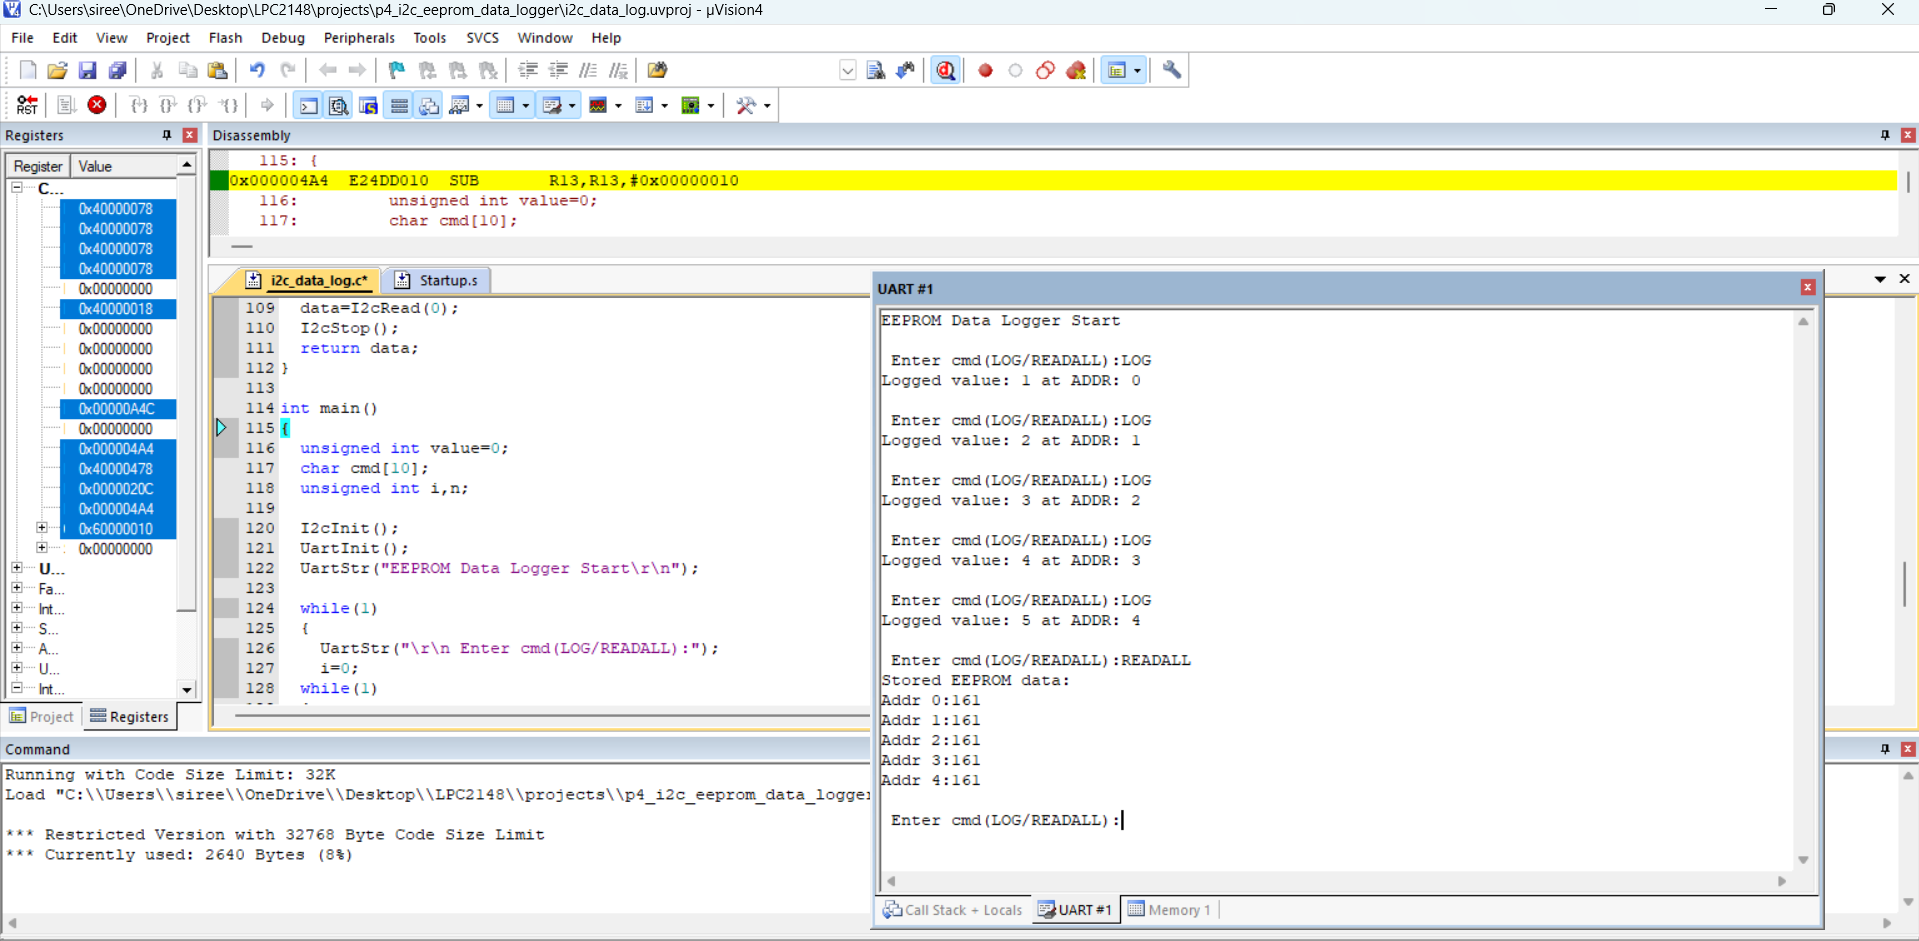 C:\Users\siree\OneDrive\Desktop\LPC2148\projects\p4_i2c_eeprom_data_logger\i2c_data_log.uvproj - µVision4
File Edit View Project Flash Debug Peripherals Tools SVCS Window Help
RST
Registers
Register Value
C...
0x40000078
0x40000078
0x40000078
0x40000078
0x00000000
0x40000018
0x00000000
0x00000000
0x00000000
0x00000000
0x00000A4C
0x00000000
0x000004A4
0x40000478
0x0000020C
0x000004A4
0x60000010
0x00000000
U...
Fa...
Int...
S...
A...
U...
Int...
Project Registers
Disassembly
115: {
0x000004A4 E24DD010 SUB R13,R13,#0x00000010
116: unsigned int value=0;
117: char cmd[10];
i2c_data_log.c* Startup.s
109 data=I2cRead(0);
110 I2cStop();
111 return data;
112 }
113
114 int main()
115 {
116 unsigned int value=0;
117 char cmd[10];
118 unsigned int i,n;
119
120 I2cInit();
121 UartInit();
122 UartStr("EEPROM Data Logger Start\r\n");
123
124 while(1)
125 {
126 UartStr("\r\n Enter cmd(LOG/READALL):");
127 i=0;
128 while(1)
UART #1
EEPROM Data Logger Start
Enter cmd(LOG/READALL):LOG
Logged value: 1 at ADDR: 0
Enter cmd(LOG/READALL):LOG
Logged value: 2 at ADDR: 1
Enter cmd(LOG/READALL):LOG
Logged value: 3 at ADDR: 2
Enter cmd(LOG/READALL):LOG
Logged value: 4 at ADDR: 3
Enter cmd(LOG/READALL):LOG
Logged value: 5 at ADDR: 4
Enter cmd(LOG/READALL):READALL
Stored EEPROM data:
Addr 0:161
Addr 1:161
Addr 2:161
Addr 3:161
Addr 4:161
Enter cmd(LOG/READALL):
Call Stack + Locals UART #1 Memory 1
Command
Running with Code Size Limit: 32K
Load "C:\\Users\\siree\\OneDrive\\Desktop\\LPC2148\\projects\\p4_i2c_eeprom_data_logger
*** Restricted Version with 32768 Byte Code Size Limit
*** Currently used: 2640 Bytes (8%)